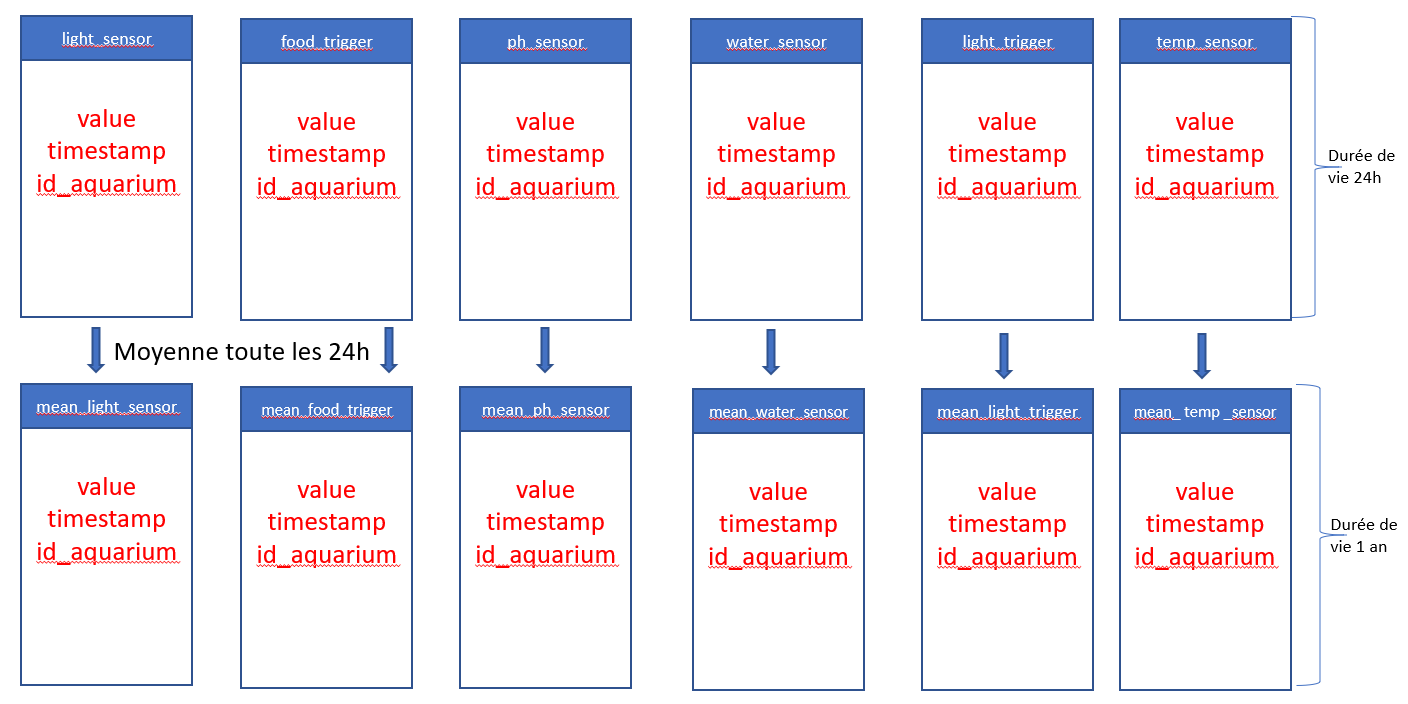 light_sensor
value
timestamp
id_aquarium
food_trigger
value
timestamp
id_aquarium
ph_sensor
value
timestamp
id_aquarium
water_sensor
value
timestamp
id_aquarium
light_trigger
value
timestamp
id_aquarium
temp_sensor
value
timestamp
id_aquarium
Durée de
vie 24h
Moyenne toute les 24h
mean_light_sensor
value
timestamp
id_aquarium
mean_food_trigger
value
timestamp
id_aquarium
mean_ph_sensor
value
timestamp
id_aquarium
mean_water_sensor
value
timestamp
id_aquarium
mean_light_trigger
value
timestamp
id_aquarium
mean_ temp _sensor
value
timestamp
id_aquarium
Durée de
vie 1 an